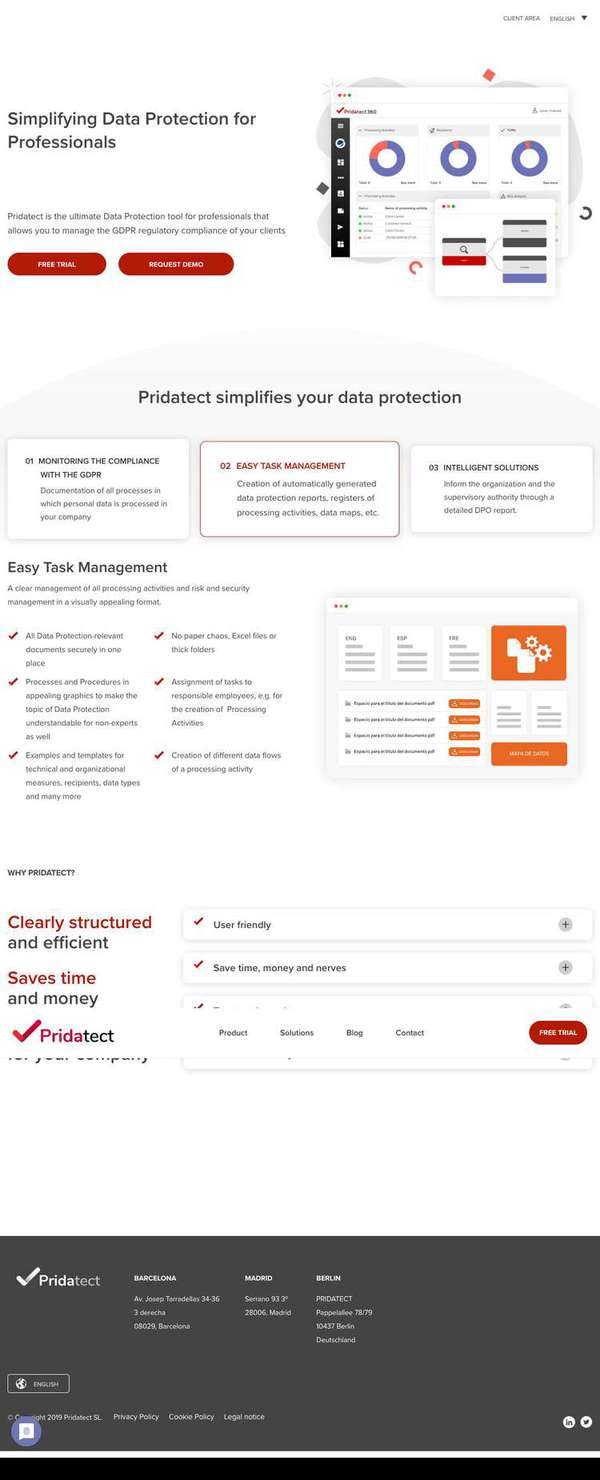 CLIENT AREA ENGLISH
Simplifying Data Protection for
Professionals
Pridatect is the ultimate Data Protection tool for professionals that
allows you to manage the GDPR regulatory compliance of your clients
FREE TRIAL
REQUEST DEMO
Pridatect 360
Pridatect simplifies your data protection
01 MONITORING THE COMPLIANCE
WITH THE GDPR
Documentation of all processes in
which personal data is processed in
your company
02 EASY TASK MANAGEMENT
Creation of automatically generated
data protection reports, registers of
processing activities, data maps, etc.
03 INTELLIGENT SOLUTIONS
Inform the organization and the
supervisory authority through a
detailed DPO report.
Easy Task Management
A clear management of all processing activities and risk and security
management in a visually appealing format.
All Data Protection-relevant
documents securely in one
place
No paper chaos, Excel files or
thick folders
Processes and Procedures in
appealing graphics to make the
topic of Data Protection
understandable for non-experts
as well
Assignment of tasks to
responsible employees, e.g. for
the creation of Processing
Activities
Examples and templates for
technical and organizational
measures, recipients, data types
and many more
Creation of different data flows
of a processing activity
ENG
ESP
FRE
Espacio para el título del documento pdf
Espacio para el título del documento pdf
Espacio para el título del documento pdf
Espacio para el título del documento pdf
MAPA DE DATOS
WHY PRIDATECT?
Clearly structured
and efficient
Saves time
and money
User friendly
Save time, money and nerves
Pridatect
Product
Solutions
Blog
Contact
FREE TRIAL
for your company
Pridatect
BARCELONA
Av. Josep Tarradellas 34-36
3 derecha
08029, Barcelona
MADRID
Serrano 93 3º
28006, Madrid
BERLIN
PRIDATECT
Pappelallee 78/79
10437 Berlin
Deutschland
ENGLISH
© Copyright 2019 Pridatect SL.
Privacy Policy
Cookie Policy
Legal notice